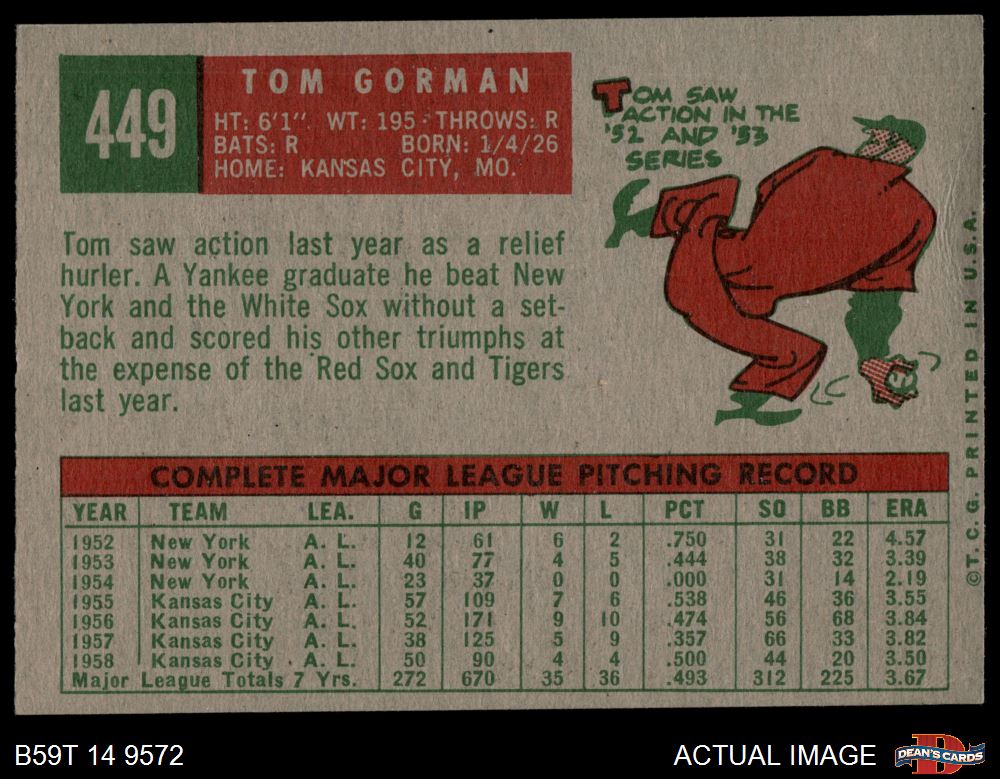 449
TOM GORMAN
HT: 6'1" WT: 195 THROWS: R
BATS: R BORN: 1/4/26
HOME: KANSAS CITY, MO.
TOM SAW
ACTION IN THE
'52 AND '53
SERIES
Tom saw action last year as a relief
hurler. A Yankee graduate he beat New
York and the White Sox without a set-
back and scored his other triumphs at
the expense of the Red Sox and Tigers
last year.
COMPLETE MAJOR LEAGUE PITCHING RECORD
YEAR TEAM LEA. G IP W L PCT SO BB ERA
1952 New York A. L. 12 61 6 2 .750 31 22 4.57
1953 New York A. L. 40 77 4 5 .444 38 32 3.39
1954 New York A. L. 23 37 0 0 .000 31 14 2.19
1955 Kansas City A. L. 57 109 7 6 .538 46 36 3.55
1956 Kansas City A. L. 52 171 9 10 .474 56 68 3.84
1957 Kansas City A. L. 38 125 5 9 .357 66 33 3.82
1958 Kansas City A. L. 50 90 4 4 .500 44 20 3.50
Major League Totals 7 Yrs. 272 670 35 36 .493 312 225 3.67
©T. C. G. PRINTED IN U.S.A.
B59T 14 9572
ACTUAL IMAGE
DEAN'S CARDS